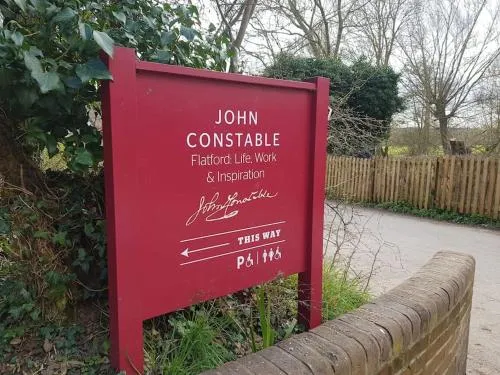 JOHN
CONSTABLE
Flatford: Life, Work
& Inspiration
John Constable
THIS WAY
P